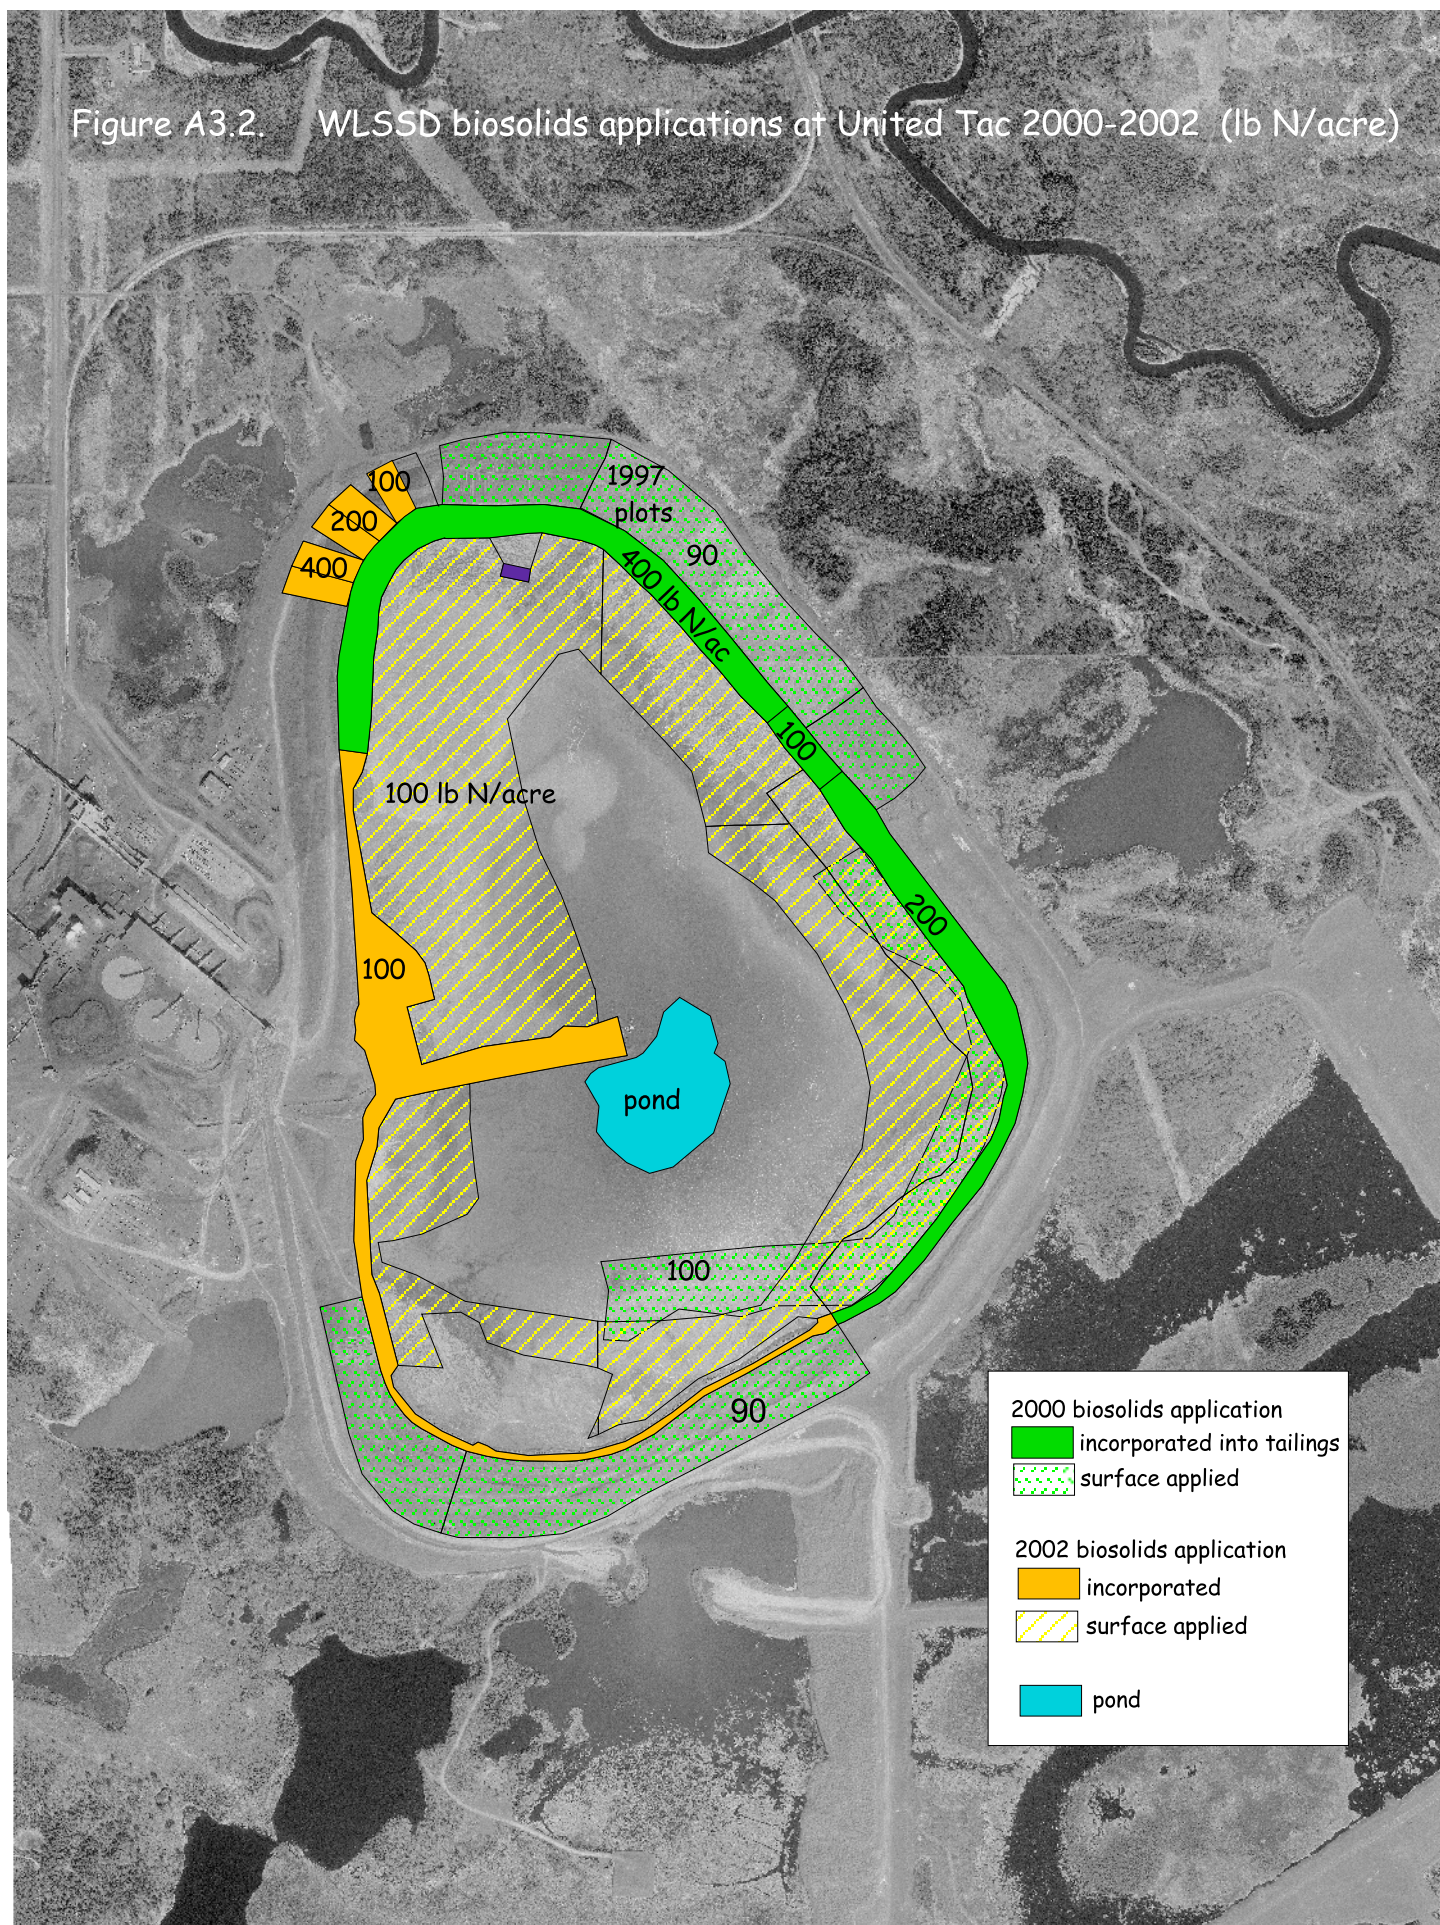 Figure A3.2. WLSSD biosolids applications at United Tac 2000-2002 (lb N/acre)
1997
plots
90
100
200
400
400 lb N/ac
100
100 lb N/acre
200
100
pond
100
90
2000 biosolids application
incorporated into tailings
surface applied
2002 biosolids application
incorporated
surface applied
pond